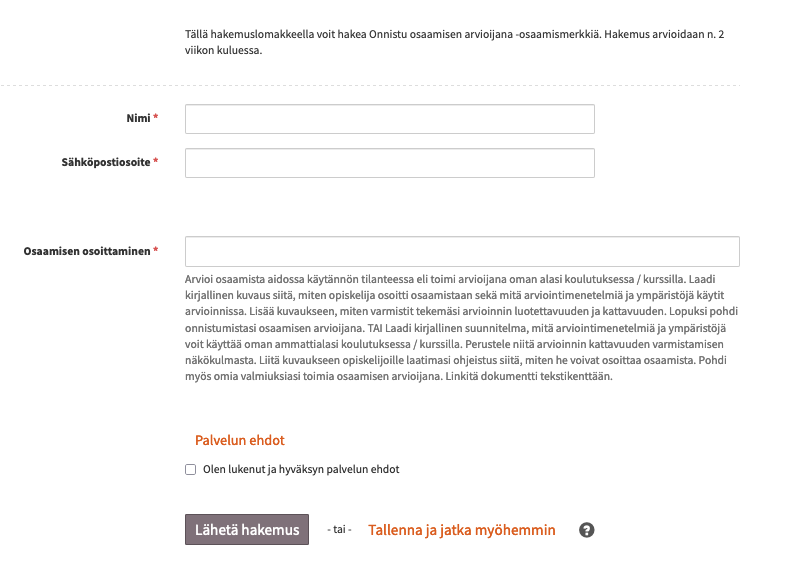 Tällä hakemuslomakkeella voit hakea Onnistu osaamisen arvioijana -osaamismerkkiä. Hakemus arvioidaan n. 2
viikon kuluessa.
Nimi *
Sähköpostiosoite *
Osaamisen osoittaminen *
Arvioi osaamista aidossa käytännön tilanteessa eli toimi arvioijana oman alasi koulutuksessa / kurssilla. Laadi
kirjallinen kuvaus siitä, miten opiskelija osoitti osaamistaan sekä mitä arviointimenetelmiä ja ympäristöjä käytit
arvioinnissa. Lisää kuvaukseen, miten varmistit tekemäsi arvioinnin luotettavuuden ja kattavuuden. Lopuksi pohdi
onnistumistasi osaamisen arvioijana. TAI Laadi kirjallinen suunnitelma, mitä arviointimenetelmiä ja ympäristöjä
voit käyttää oman ammattialasi koulutuksessa / kurssilla. Perustele niitä arvioinnin kattavuuden varmistamisen
näkökulmasta. Liitä kuvaukseen opiskelijoille laatimasi ohjeistus siitä, miten he voivat osoittaa osaamista. Pohdi
myös omia valmiuksiasi toimia osaamisen arvioijana. Linkitä dokumentti tekstikenttään.
Palvelun ehdot
Olen lukenut ja hyväksyn palvelun ehdot
Lähetä hakemus - tai - Tallenna ja jatka myöhemmin ?